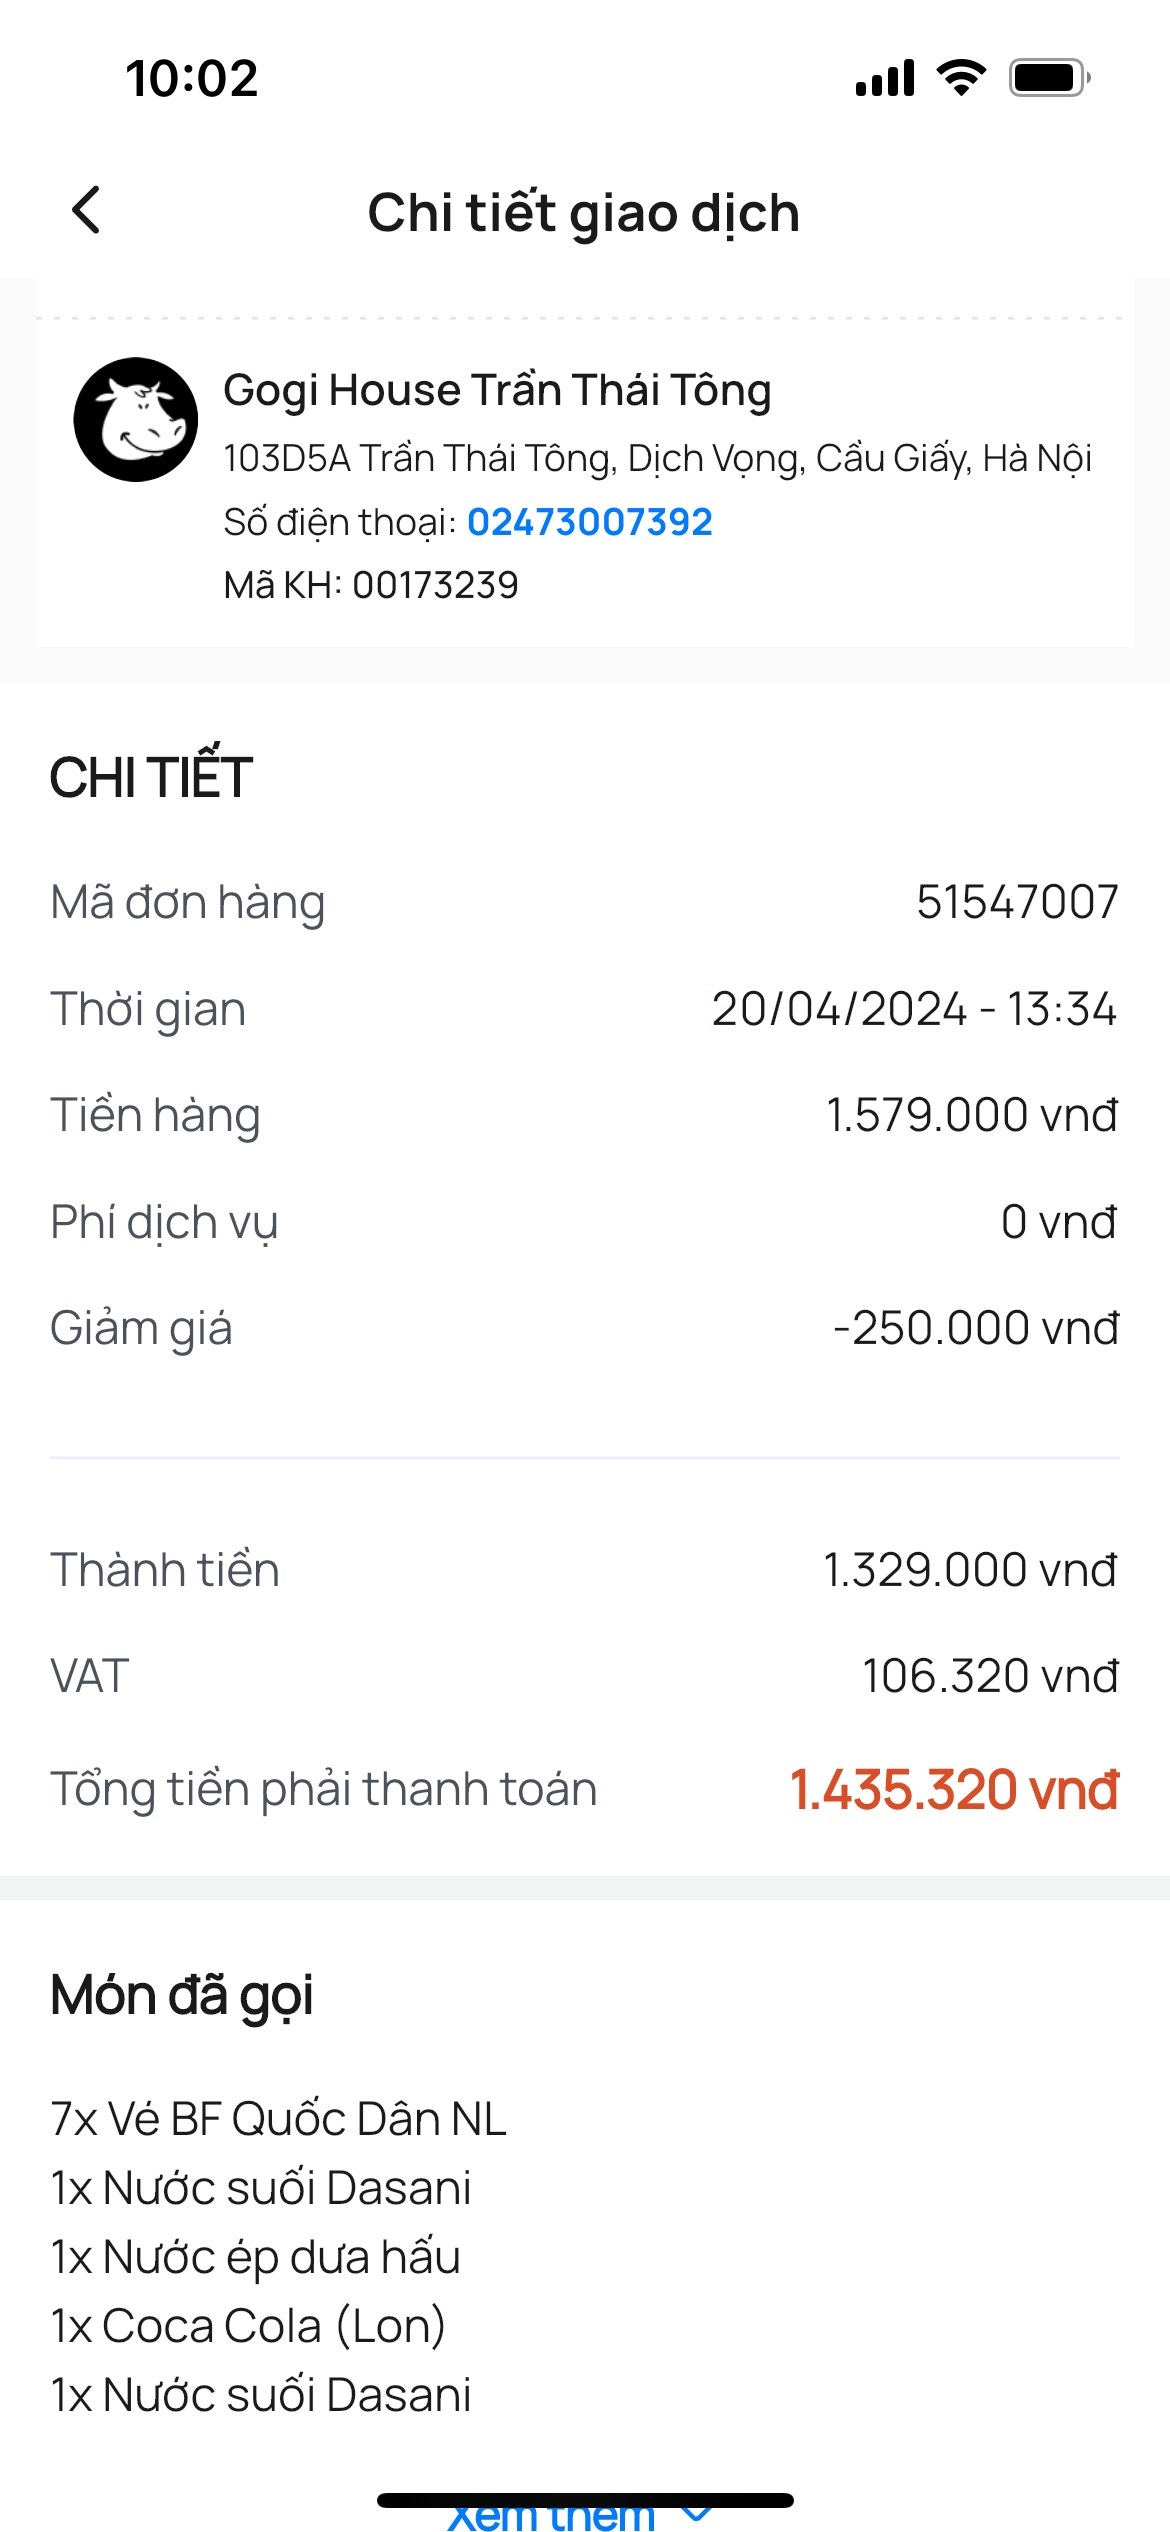 10:02
Chi tiết giao dịch
Gogi House Trần Thái Tông
103D5A Trần Thái Tông, Dịch Vọng, Cầu Giấy, Hà Nội
Số điện thoại: 02473007392
Mã KH: 00173239
CHI TIẾT
Mã đơn hàng 51547007
Thời gian 20/04/2024 - 13:34
Tiền hàng 1.579.000 vnđ
Phí dịch vụ 0 vnđ
Giảm giá -250.000 vnđ
Thành tiền 1.329.000 vnđ
VAT 106.320 vnđ
Tổng tiền phải thanh toán 1.435.320 vnđ
Món đã gọi
7x Vé BF Quốc Dân NL
1x Nước suối Dasani
1x Nước ép dưa hấu
1x Coca Cola (Lon)
1x Nước suối Dasani
Xem thêm